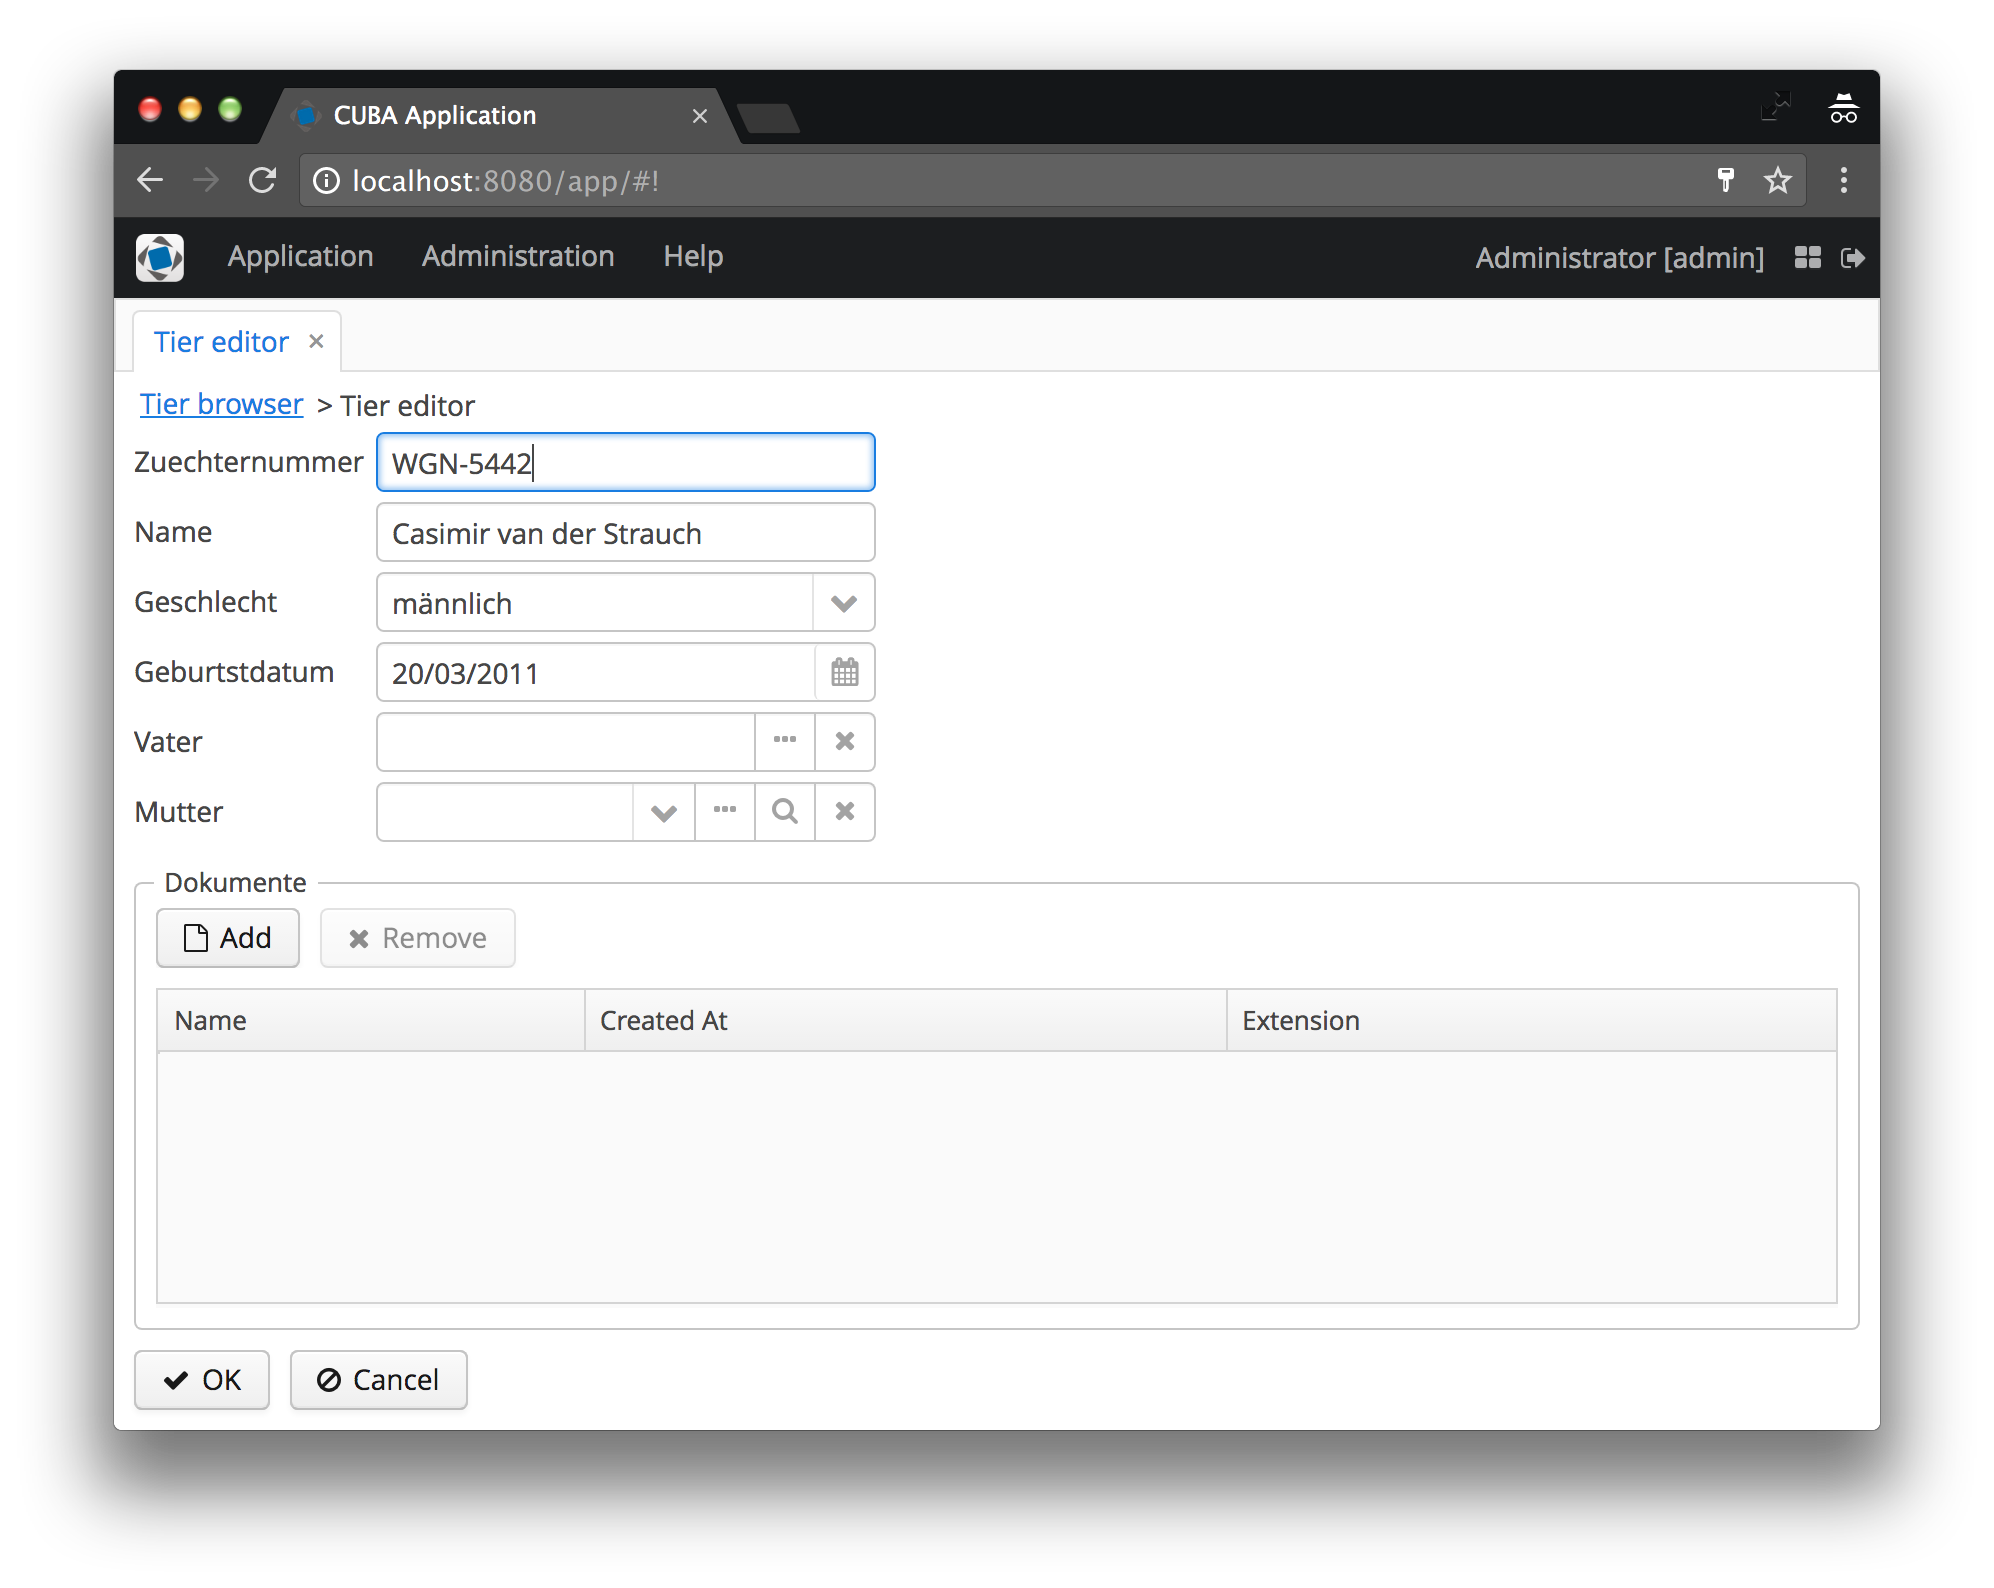 CUBA Application
localhost:8080/app/#!
Application Administration Help Administrator [admin]
Tier editor
Tier browser > Tier editor
Zuechternummer WGN-5442
Name Casimir van der Strauch
Geschlecht männlich
Geburtstdatum 20/03/2011
Vater
Mutter
Dokumente
Add Remove
Name Created At Extension
OK Cancel